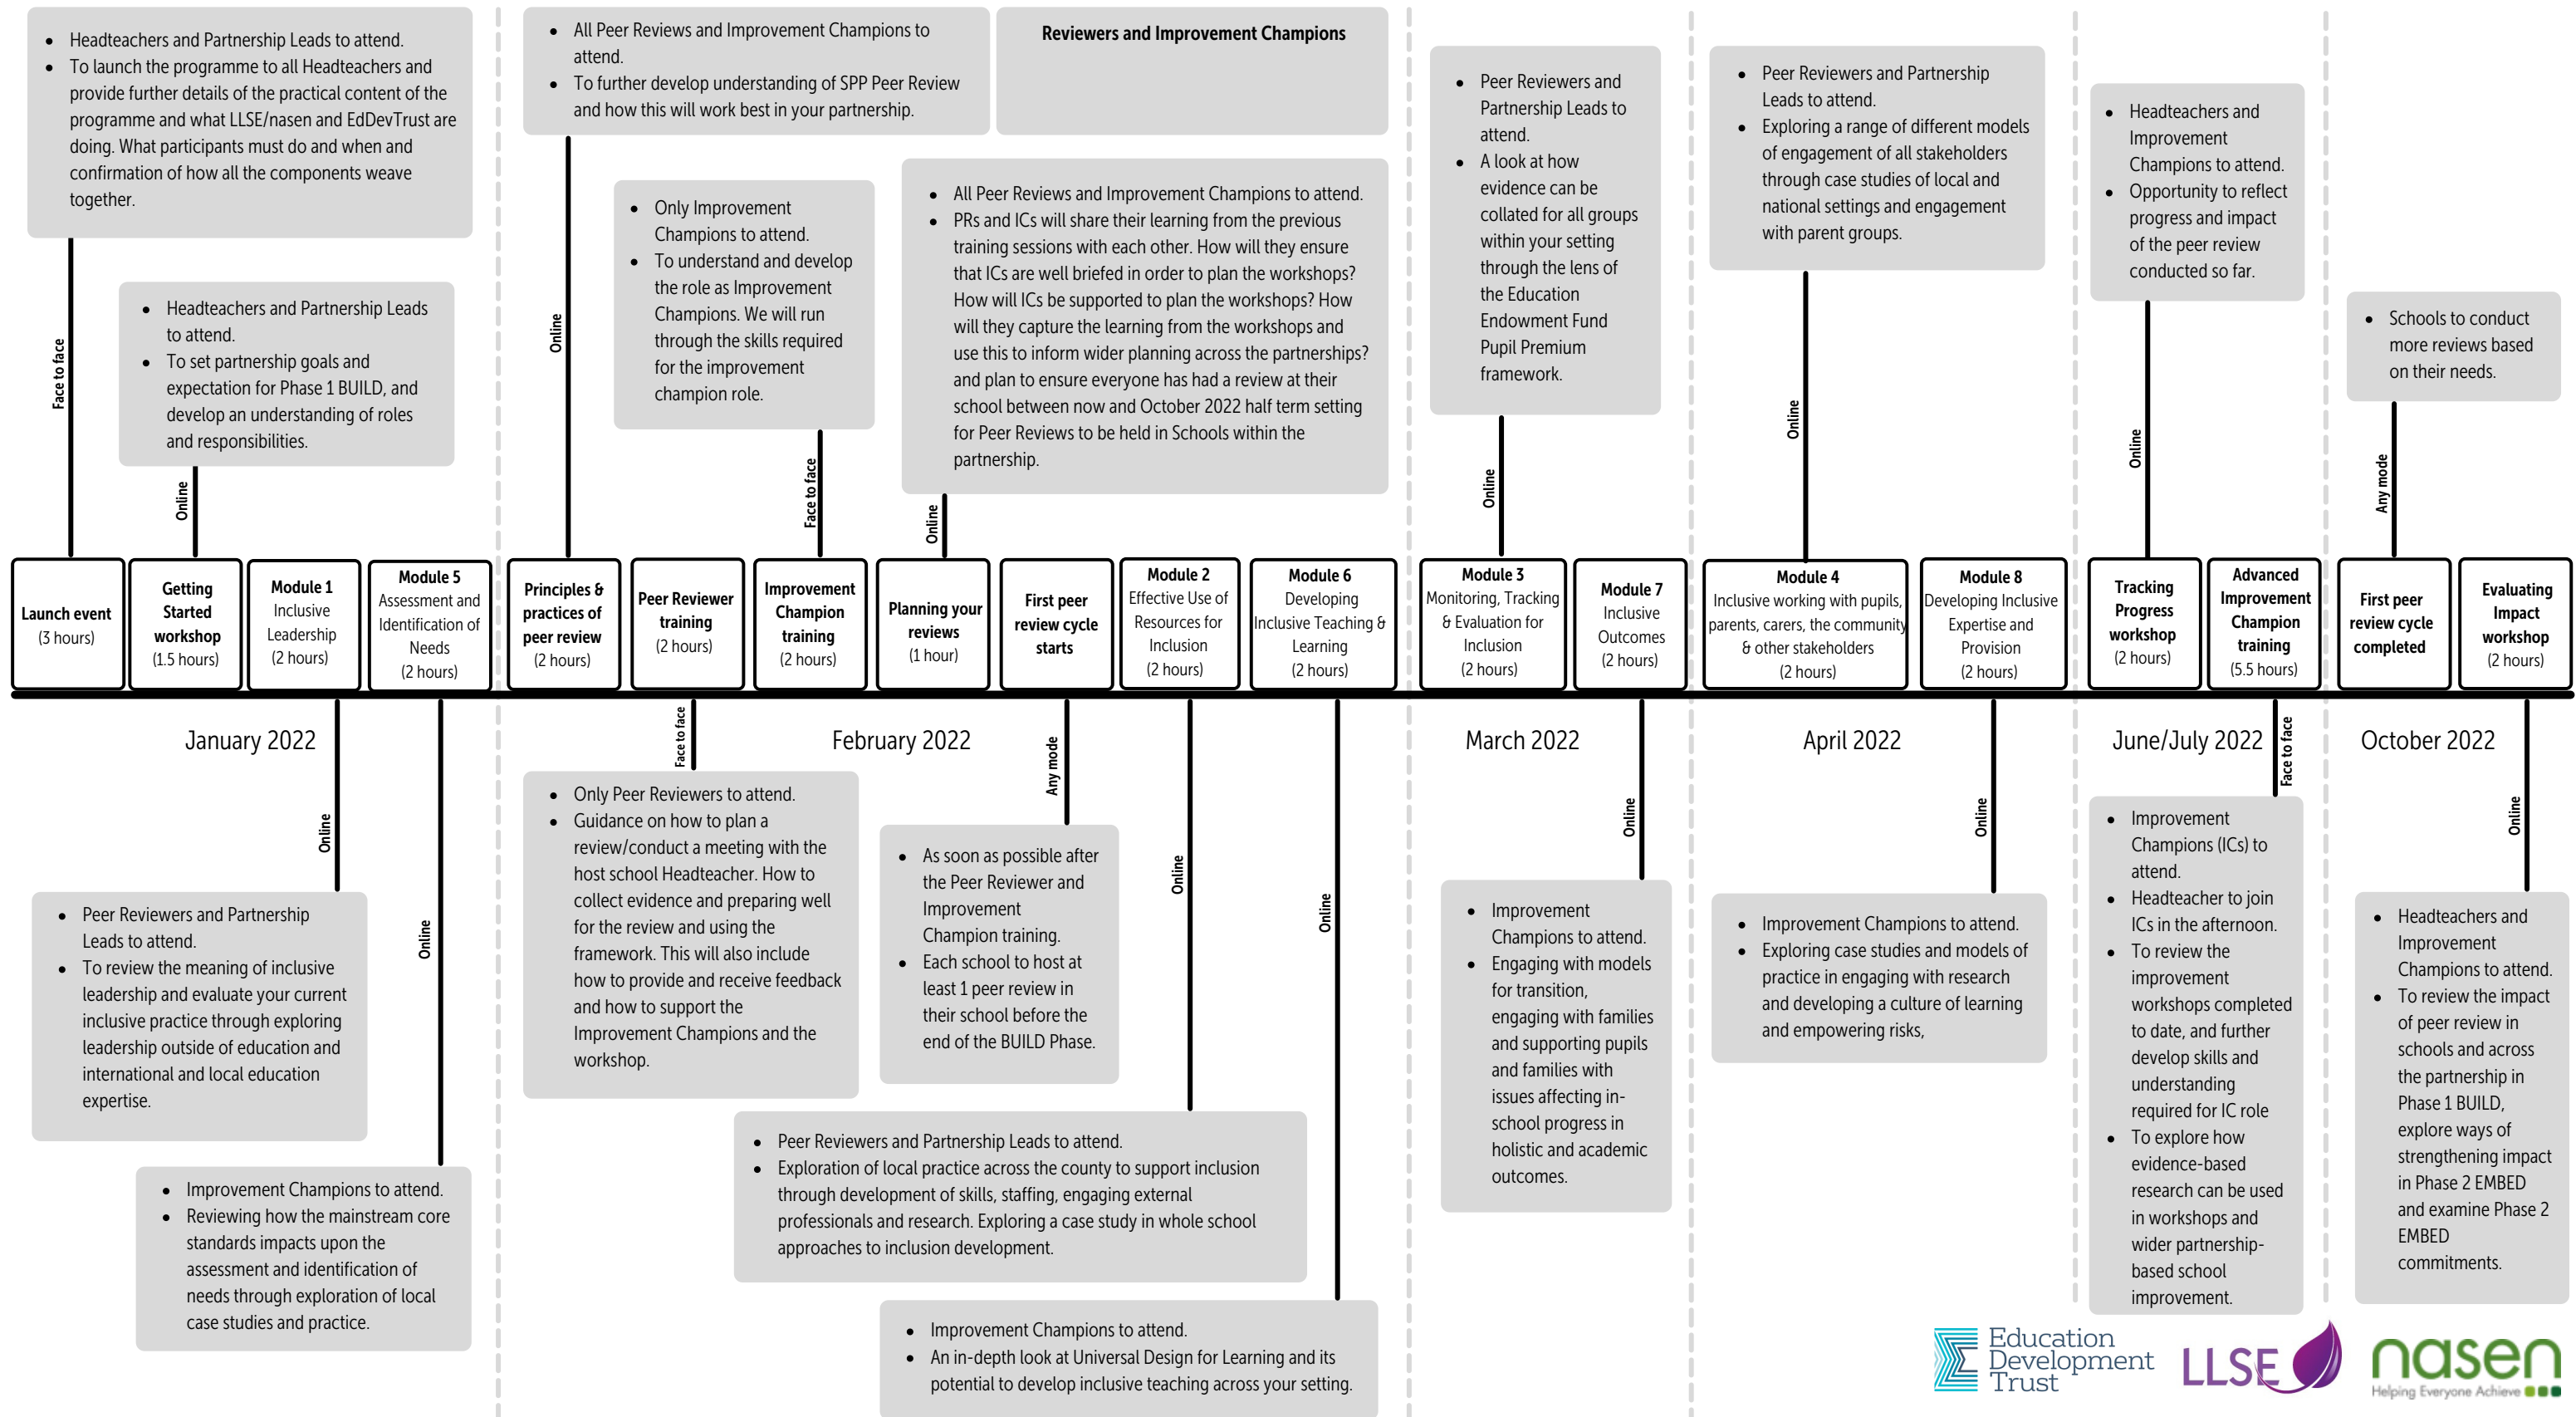 Headteachers and Partnership Leads to attend.
To launch the programme to all Headteachers and
provide further details of the practical content of the
programme and what LLSE/nasen and EdDevTrust are
doing. What participants must do and when and
confirmation of how all the components weave
together.
Face to face
Headteachers and Partnership Leads
to attend.
To set partnership goals and
expectation for Phase 1 BUILD, and
develop an understanding of roles
and responsibilities.
Online
All Peer Reviews and Improvement Champions to
attend.
To further develop understanding of SPP Peer Review
and how this will work best in your partnership.
Online
Reviewers and Improvement Champions
Only Improvement
Champions to attend.
To understand and develop
the role as Improvement
Champions. We will run
through the skills required
for the improvement
champion role.
Face to face
All Peer Reviews and Improvement Champions to attend.
PRs and ICs will share their learning from the previous
training sessions with each other. How will they ensure
that ICs are well briefed in order to plan the workshops?
How will ICs be supported to plan the workshops? How
will they capture the learning from the workshops and
use this to inform wider planning across the partnerships?
and plan to ensure everyone has had a review at their
school between now and October 2022 half term setting
for Peer Reviews to be held in Schools within the
partnership.
Online
Peer Reviewers and
Partnership Leads to
attend.
A look at how
evidence can be
collated for all groups
within your setting
through the lens of
the Education
Endowment Fund
Pupil Premium
framework.
Online
Peer Reviewers and Partnership
Leads to attend.
Exploring a range of different models
of engagement of all stakeholders
through case studies of local and
national settings and engagement
with parent groups.
Online
Headteachers and
Improvement
Champions to attend.
Opportunity to reflect
progress and impact
of the peer review
conducted so far.
Online
Schools to conduct
more reviews based
on their needs.
Any mode
Launch event
(3 hours)
Getting
Started
workshop
(1.5 hours)
Module 1
Inclusive
Leadership
(2 hours)
Module 5
Assessment and
Identification of
Needs
(2 hours)
Principles &
practices of
peer review
(2 hours)
Peer Reviewer
training
(2 hours)
Improvement
Champion
training
(2 hours)
Planning your
reviews
(1 hour)
First peer
review cycle
starts
Module 2
Effective Use of
Resources for
Inclusion
(2 hours)
Module 6
Developing
Inclusive Teaching &
Learning
(2 hours)
Module 3
Monitoring, Tracking
& Evaluation for
Inclusion
(2 hours)
Module 7
Inclusive
Outcomes
(2 hours)
Module 4
Inclusive working with pupils,
parents, carers, the community
& other stakeholders
(2 hours)
Module 8
Developing Inclusive
Expertise and
Provision
(2 hours)
Tracking
Progress
workshop
(2 hours)
Advanced
Improvement
Champion
training
(5.5 hours)
First peer
review cycle
completed
Evaluating
Impact
workshop
(2 hours)
January 2022
February 2022
March 2022
April 2022
June/July 2022
October 2022
Online
Peer Reviewers and Partnership
Leads to attend.
To review the meaning of inclusive
leadership and evaluate your current
inclusive practice through exploring
leadership outside of education and
international and local education
expertise.
Online
Improvement Champions to attend.
Reviewing how the mainstream core
standards impacts upon the
assessment and identification of
needs through exploration of local
case studies and practice.
Face to face
Only Peer Reviewers to attend.
Guidance on how to plan a
review/conduct a meeting with the
host school Headteacher. How to
collect evidence and preparing well
for the review and using the
framework. This will also include
how to provide and receive feedback
and how to support the
Improvement Champions and the
workshop.
Any mode
As soon as possible after
the Peer Reviewer and
Improvement
Champion training.
Each school to host at
least 1 peer review in
their school before the
end of the BUILD Phase.
Online
Peer Reviewers and Partnership Leads to attend.
Exploration of local practice across the county to support inclusion
through development of skills, staffing, engaging external
professionals and research. Exploring a case study in whole school
approaches to inclusion development.
Online
Improvement Champions to attend.
An in-depth look at Universal Design for Learning and its
potential to develop inclusive teaching across your setting.
Online
Improvement
Champions to attend.
Engaging with models
for transition,
engaging with families
and supporting pupils
and families with
issues affecting in-
school progress in
holistic and academic
outcomes.
Online
Improvement Champions to attend.
Exploring case studies and models of
practice in engaging with research
and developing a culture of learning
and empowering risks,
Face to face
Improvement
Champions (ICs) to
attend.
Headteacher to join
ICs in the afternoon.
To review the
improvement
workshops completed
to date, and further
develop skills and
understanding
required for IC role
To explore how
evidence-based
research can be used
in workshops and
wider partnership-
based school
improvement.
Online
Headteachers and
Improvement
Champions to attend.
To review the impact
of peer review in
schools and across
the partnership in
Phase 1 BUILD,
explore ways of
strengthening impact
in Phase 2 EMBED
and examine Phase 2
EMBED
commitments.
Education
Development
Trust
LLSE
nasen
Helping Everyone Achieve